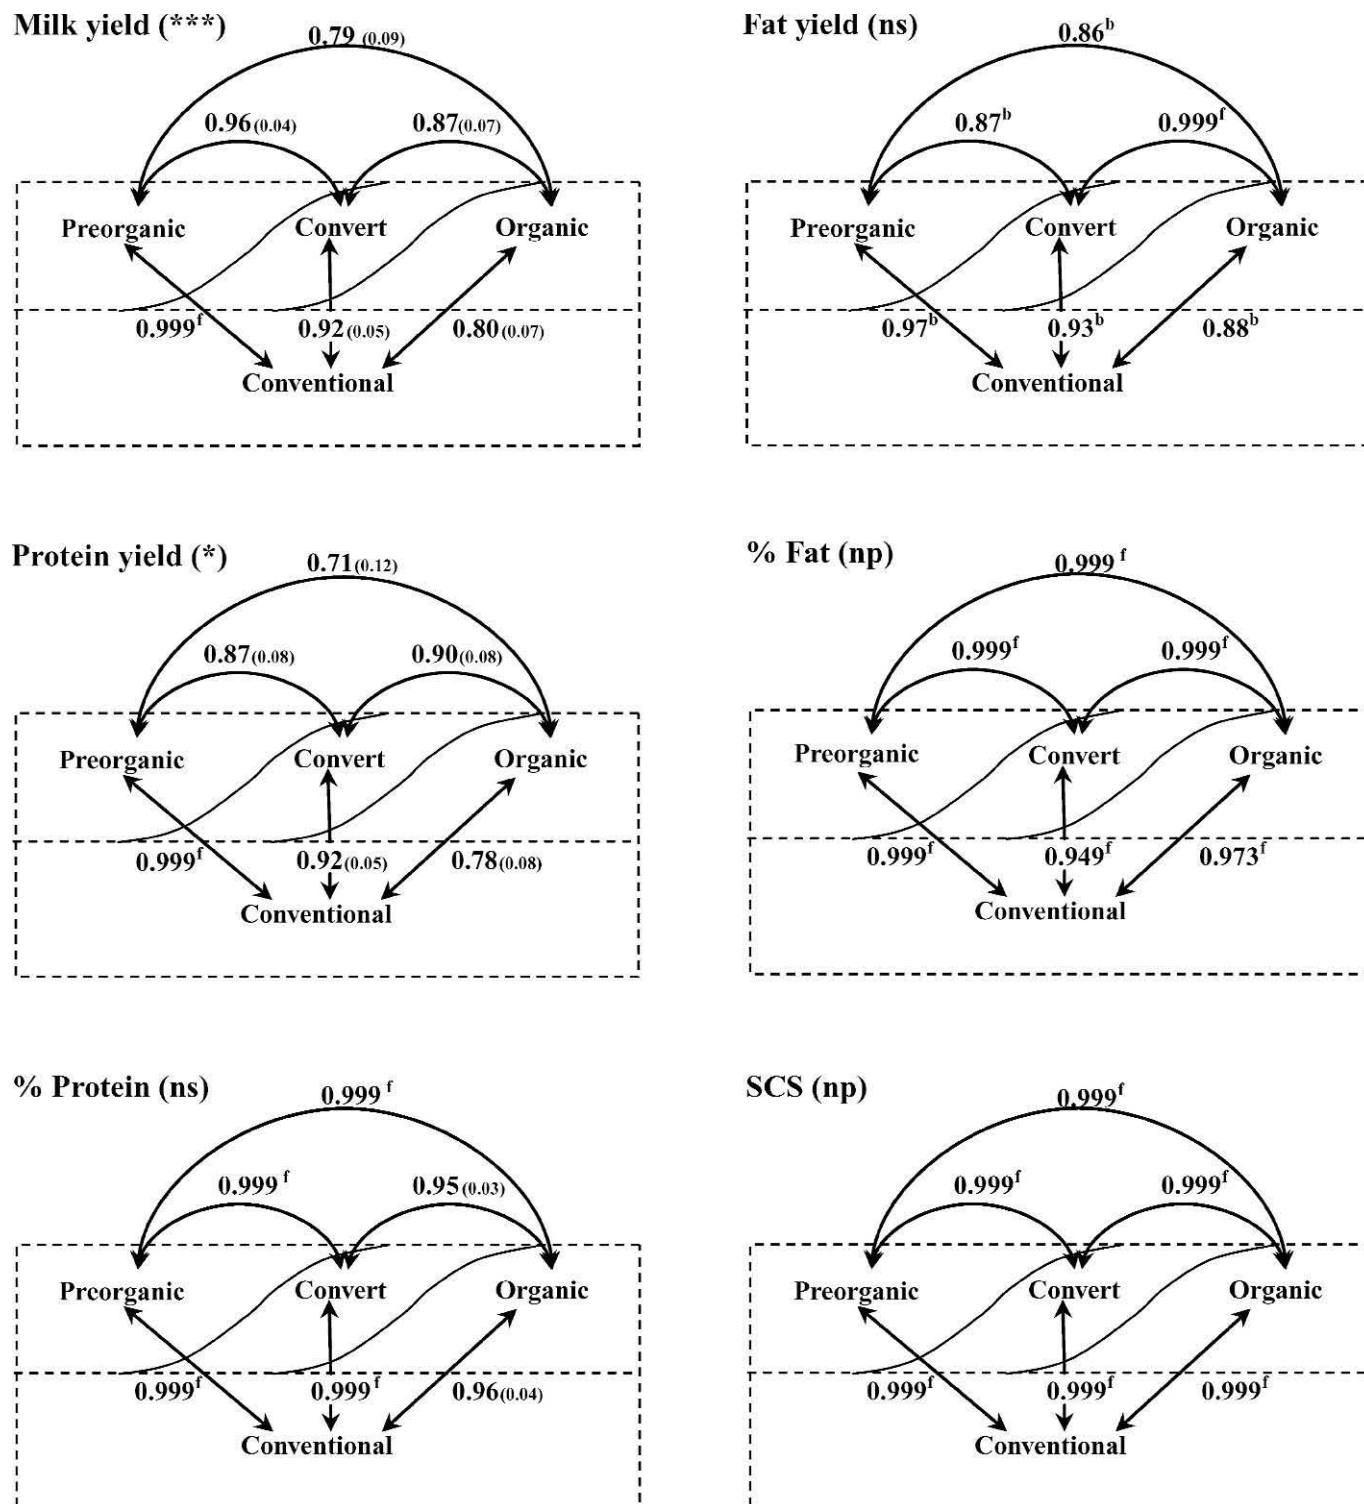 Milk yield (***)
0.79 (0.09)
0.96 (0.04)
0.87 (0.07)
Preorganic Convert Organic
0.999f 0.92 (0.05) 0.80 (0.07)
Conventional
Fat yield (ns)
0.86b
0.87b
0.999f
Preorganic Convert Organic
0.97b 0.93b 0.88b
Conventional
Protein yield (*)
0.71 (0.12)
0.87 (0.08)
0.90 (0.08)
Preorganic Convert Organic
0.999f 0.92 (0.05) 0.78 (0.08)
Conventional
% Fat (np)
0.999 f
0.999f
0.999f
Preorganic Convert Organic
0.999f 0.949f 0.973f
Conventional
% Protein (ns)
0.999 f
0.999 f
0.95 (0.03)
Preorganic Convert Organic
0.999f 0.999f 0.96 (0.04)
Conventional
SCS (np)
0.999f
0.999f
0.999f
Preorganic Convert Organic
0.999f 0.999f 0.999f
Conventional